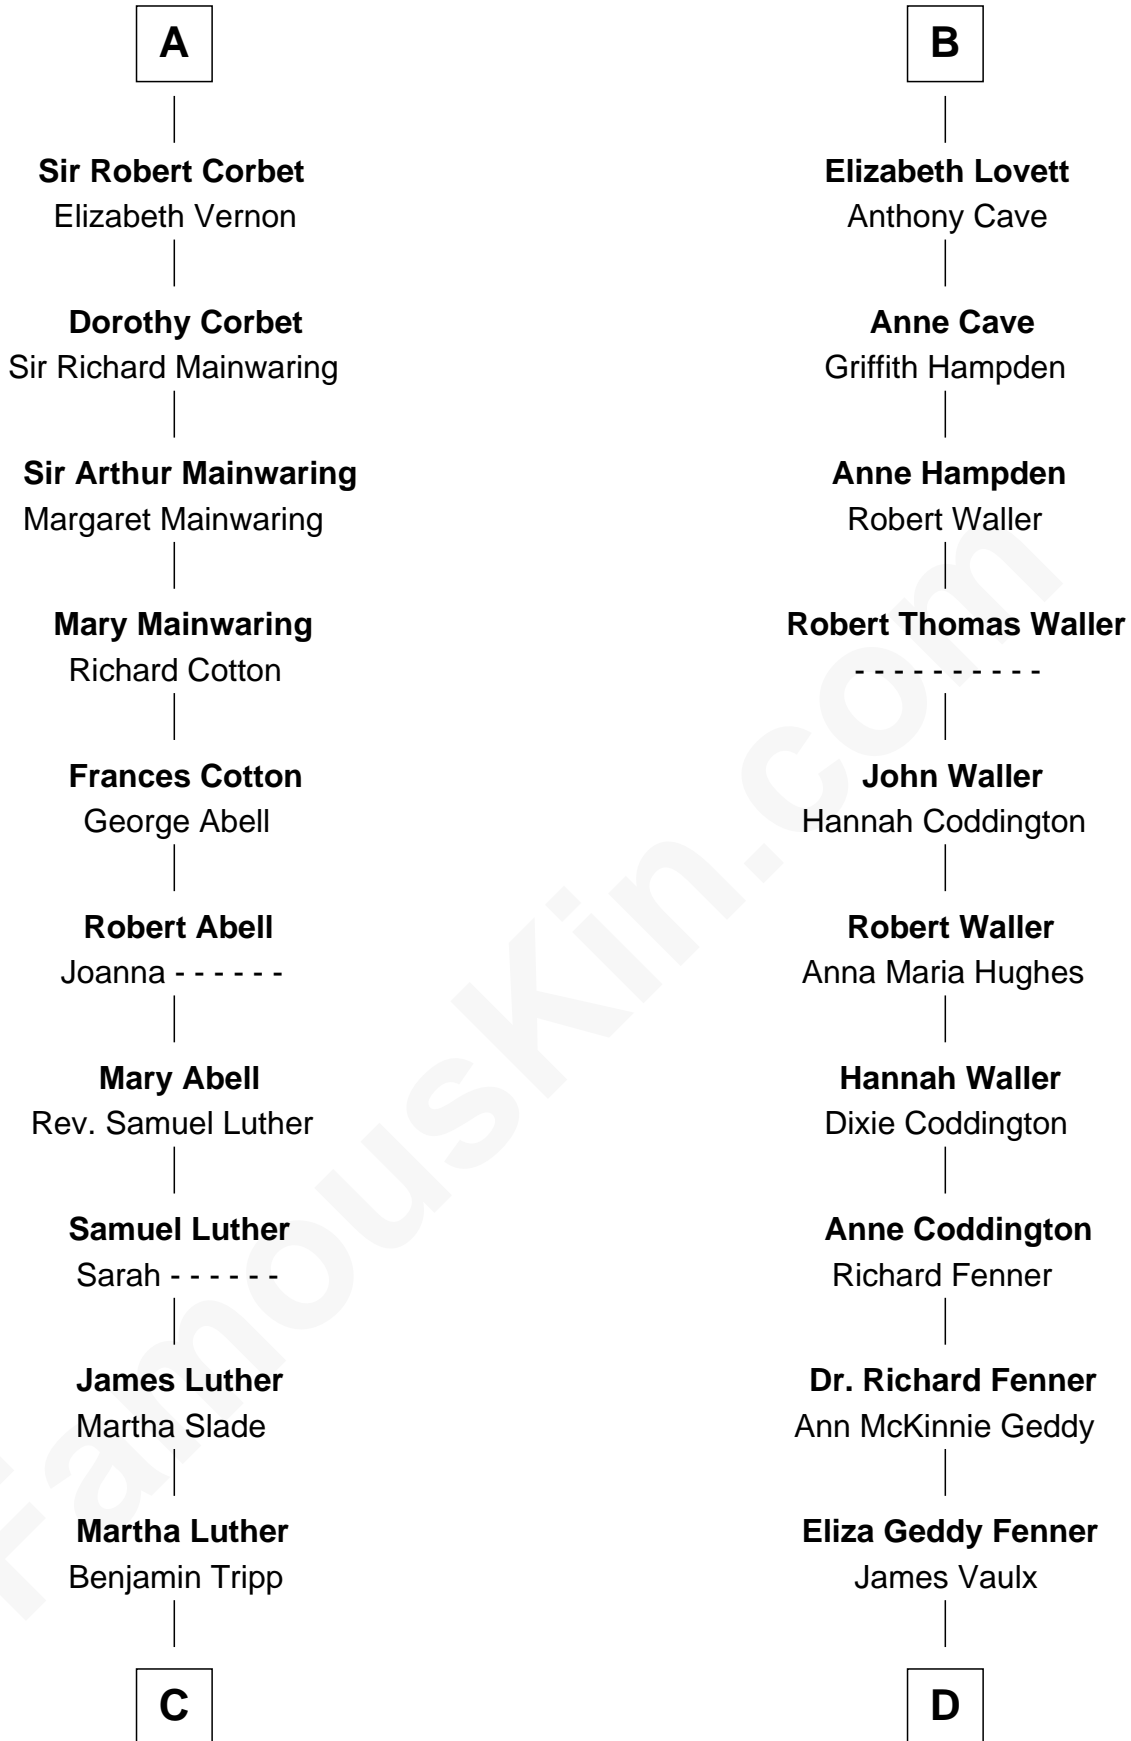 A
Sir Robert Corbet
Elizabeth Vernon
Dorothy Corbet
Sir Richard Mainwaring
Sir Arthur Mainwaring
Margaret Mainwaring
Mary Mainwaring
Richard Cotton
Frances Cotton
George Abell
Robert Abell
Joanna - - - - - -
Mary Abell
Rev. Samuel Luther
Samuel Luther
Sarah - - - - - -
James Luther
Martha Slade
Martha Luther
Benjamin Tripp
C
B
Elizabeth Lovett
Anthony Cave
Anne Cave
Griffith Hampden
Anne Hampden
Robert Waller
Robert Thomas Waller
- - - - - - - - - -
John Waller
Hannah Coddington
Robert Waller
Anna Maria Hughes
Hannah Waller
Dixie Coddington
Anne Coddington
Richard Fenner
Dr. Richard Fenner
Ann McKinnie Geddy
Eliza Geddy Fenner
James Vaulx
D
FamousKin.com